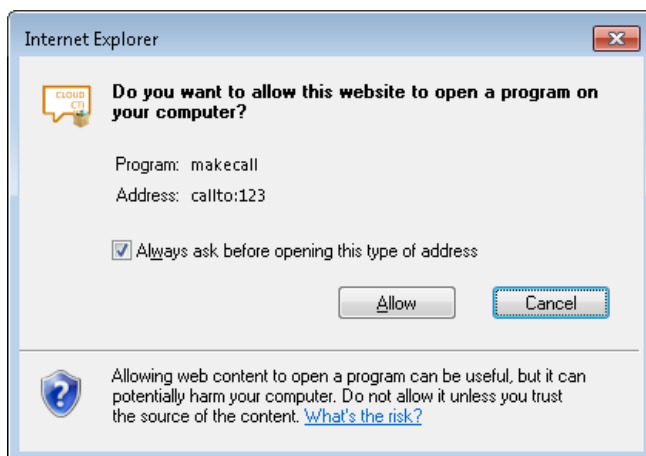 Internet Explorer
CLOUD
CTI
Do you want to allow this website to open a program on
your computer?
Program: makecall
Address: callto:123
Always ask before opening this type of address
Allow
Cancel
Allowing web content to open a program can be useful, but it can
potentially harm your computer. Do not allow it unless you trust
the source of the content. What's the risk?